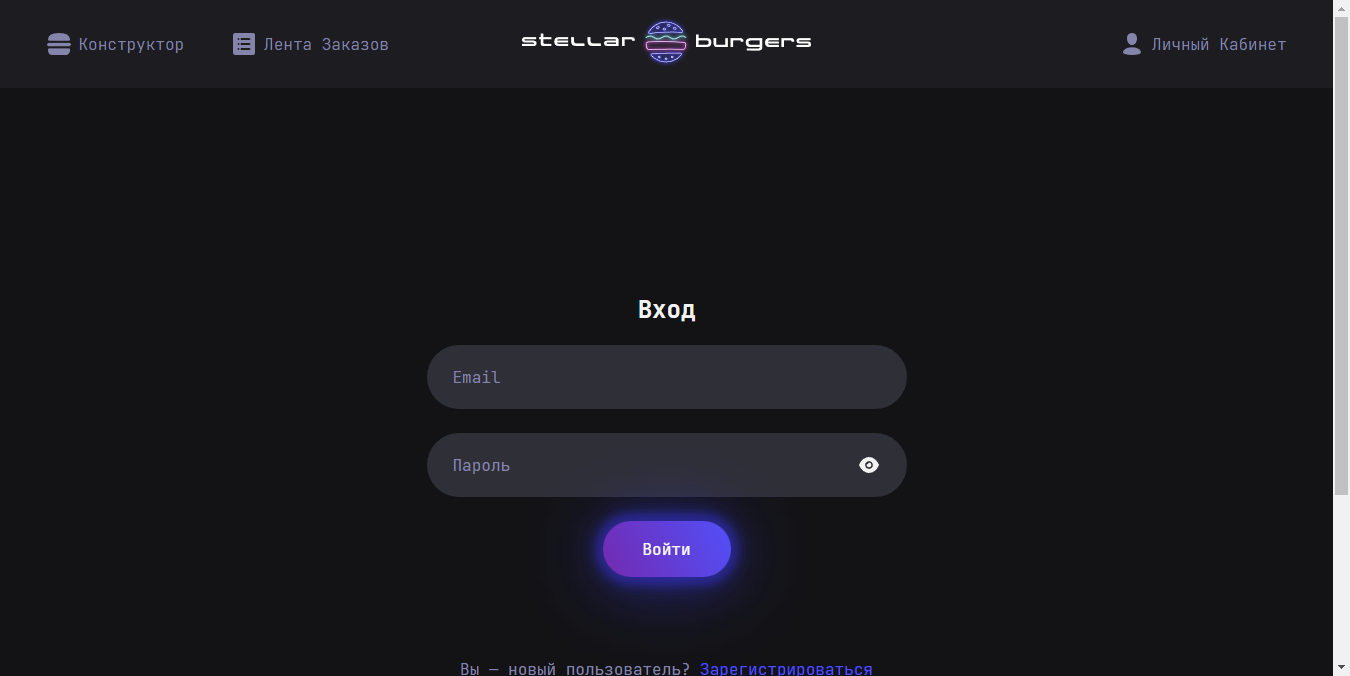 Конструктор
Лента Заказов
stellar burgers
Личный Кабинет
Вход
Email
Пароль
Войти
Вы — новый пользователь? Зарегистрироваться